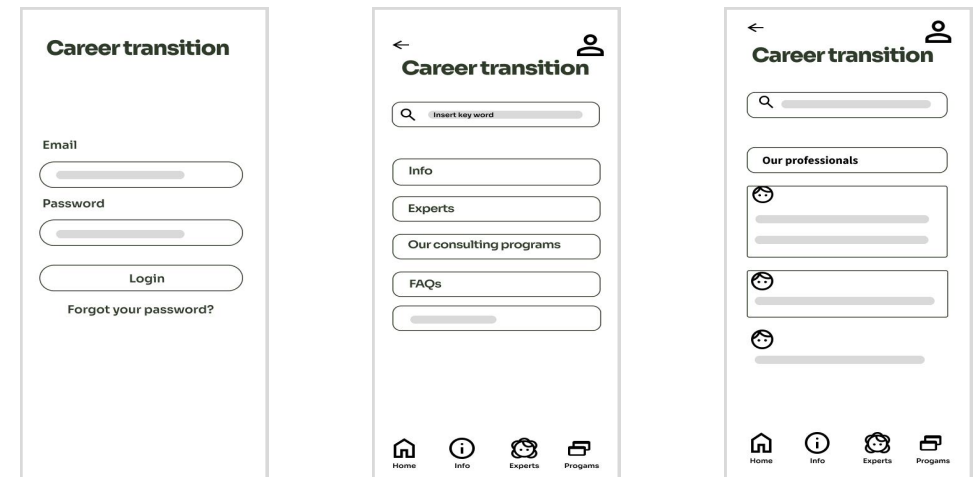 Career transition
Email
Password
Login
Forgot your password?
Career transition
Insert key word
Info
Experts
Our consulting programs
FAQs
Home Info Experts Progams
Career transition
Our professionals
Home Info Experts Progams